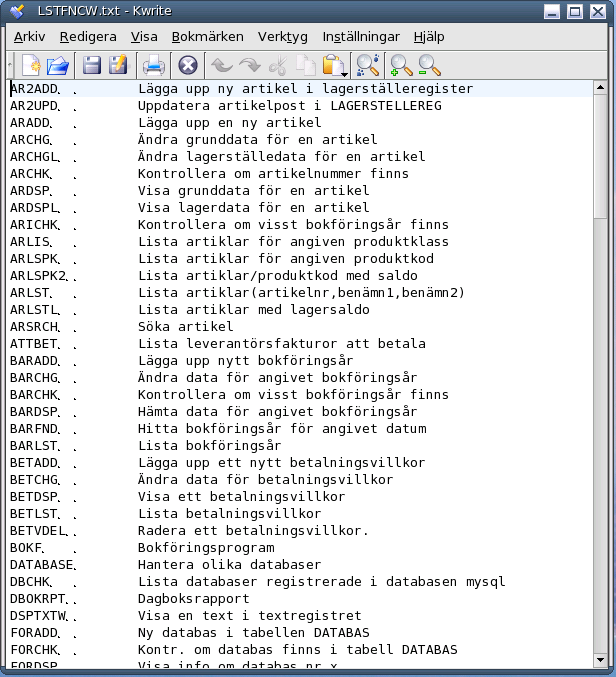 LSTFNCW.txt - Kwrite
Arkiv Redigera Visa Bokmärken Verktyg Inställningar Hjälp
AR2ADD. . Lägga upp ny artikel i lagerställeregister
AR2UPD. . Uppdatera artikelpost i LAGERSTELLEREG
ARADD. . Lägga upp en ny artikel
ARCHG. . Ändra grunddata för en artikel
ARCHGL. . Ändra lagerställedata för en artikel
ARCHK. . Kontrollera om artikelnummer finns
ARDSP. . Visa grunddata för en artikel
ARDSPL. . Visa lagerdata för en artikel
ARICHK. . Kontrollera om visst bokföringsår finns
ARLIS. . Lista artiklar för angiven produktklass
ARLSPK. . Lista artiklar för angiven produktkod
ARLSPK2. . Lista artiklar/produktkod med saldo
ARLST. . Lista artiklar(artikelnr,benämn1,benämn2)
ARLSTL. . Lista artiklar med lagersaldo
ARSRCH. . Söka artikel
ATTBET. . Lista leverantörsfakturor att betala
BARADD. . Lägga upp nytt bokföringsår
BARCHG. . Ändra data för angivet bokföringsår
BARCHK. . Kontrollera om visst bokföringsår finns
BARDSP. . Hämta data för angivet bokföringsår
BARFND. . Hitta bokföringsår för angivet datum
BARLST. . Lista bokföringsår
BETADD. . Lägga upp ett nytt betalningsvillkor
BETCHG. . Ändra data för betalningsvillkor
BETDSP. . Visa ett betalningsvillkor
BETLST. . Lista betalningsvillkor
BETVDEL. . Radera ett betalningsvillkor.
BOKF. . Bokföringsprogram
DATABASE. Hantera olika databaser
DBCHK. . Lista databaser registrerade i databasen mysql
DBOKRPT. . Dagboksrapport
DSPTXTW. . Visa en text i textregistret
FORADD. . Ny databas i tabellen DATABAS
FORCHK. . Kontr. om databas finns i tabell DATABAS
FORDSP. . Visa info om databas nr x